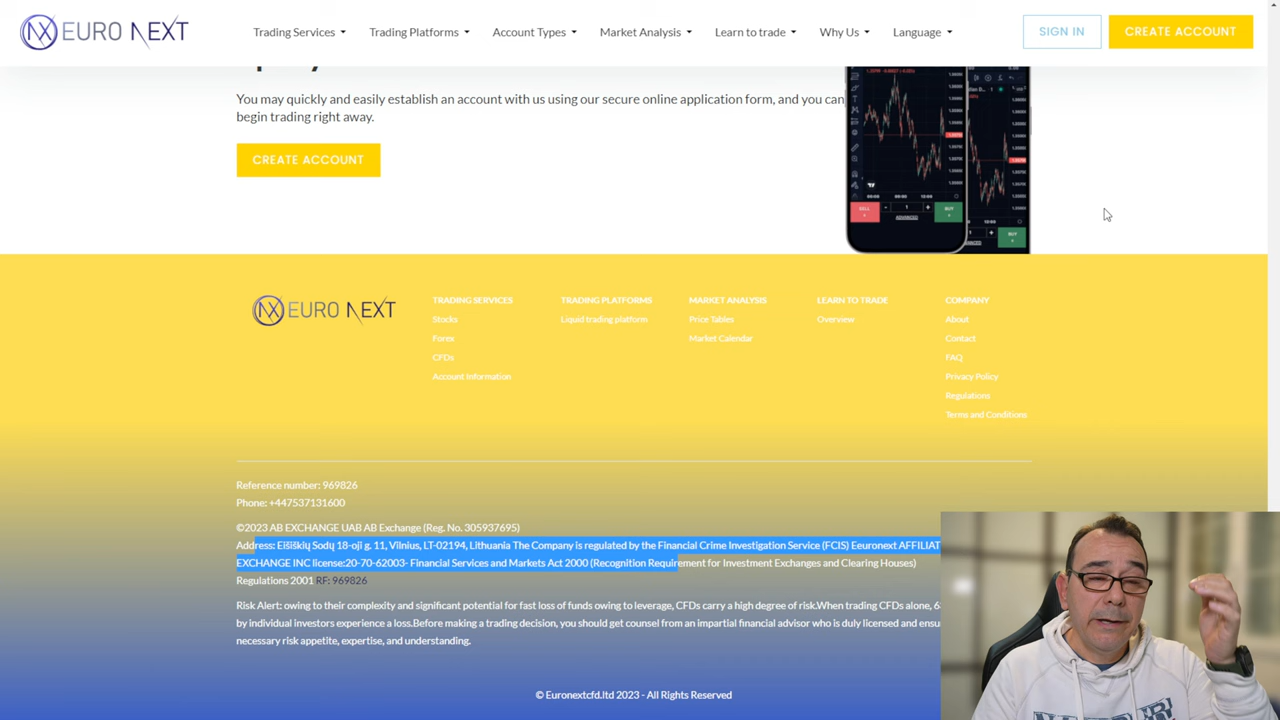 EURO NEXT
Trading Services
Trading Platforms
Account Types
Market Analysis
Learn to trade
Why Us
Language
SIGN IN
CREATE ACCOUNT
You may quickly and easily establish an account with us using our secure online application form, and you can
begin trading right away.
CREATE ACCOUNT
SELL
BUY
ADVANCED
BUY
EURO NEXT
TRADING SERVICES
Stocks
Forex
CFDs
Account Information
TRADING PLATFORMS
Liquid trading platform
MARKET ANALYSIS
Price Tables
Market Calendar
LEARN TO TRADE
Overview
COMPANY
About
Contact
FAQ
Privacy Policy
Regulations
Terms and Conditions
Reference number: 969826
Phone: +447537131600
©2023 AB EXCHANGE UAB AB Exchange (Reg. No. 305937695)
Address: Eišiškių Sodų 18-oji g. 11, Vilnius, LT-02194, Lithuania The Company is regulated by the Financial Crime Investigation Service (FCIS) Eeuronext AFFILIAT
EXCHANGE INC license:20-70-62003- Financial Services and Markets Act 2000 (Recognition Requirement for Investment Exchanges and Clearing Houses)
Regulations 2001 RF: 969826
Risk Alert: owing to their complexity and significant potential for fast loss of funds owing to leverage, CFDs carry a high degree of risk.When trading CFDs alone, 6
by individual investors experience a loss.Before making a trading decision, you should get counsel from an impartial financial advisor who is duly licensed and ensu
necessary risk appetite, expertise, and understanding.
© Euronextcfd.ltd 2023 - All Rights Reserved